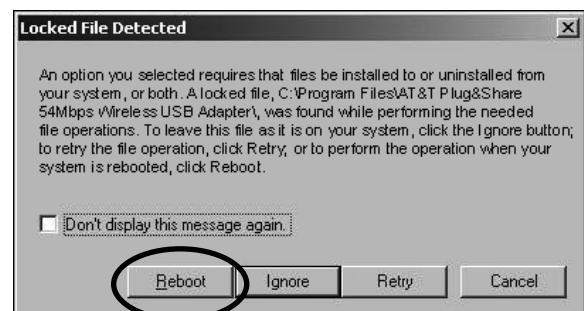 Locked File Detected
An option you selected requires that files be installed to or uninstalled from
your system, or both. A locked file, C:\Program Files\AT&T Plug&Share
54Mbps Wireless USB Adapter\, was found while performing the needed
file operations. To leave this file as it is on your system, click the Ignore button;
to retry the file operation, click Retry; or to perform the operation when your
system is rebooted, click Reboot.
Don't display this message again.
Reboot Ignore Retry Cancel